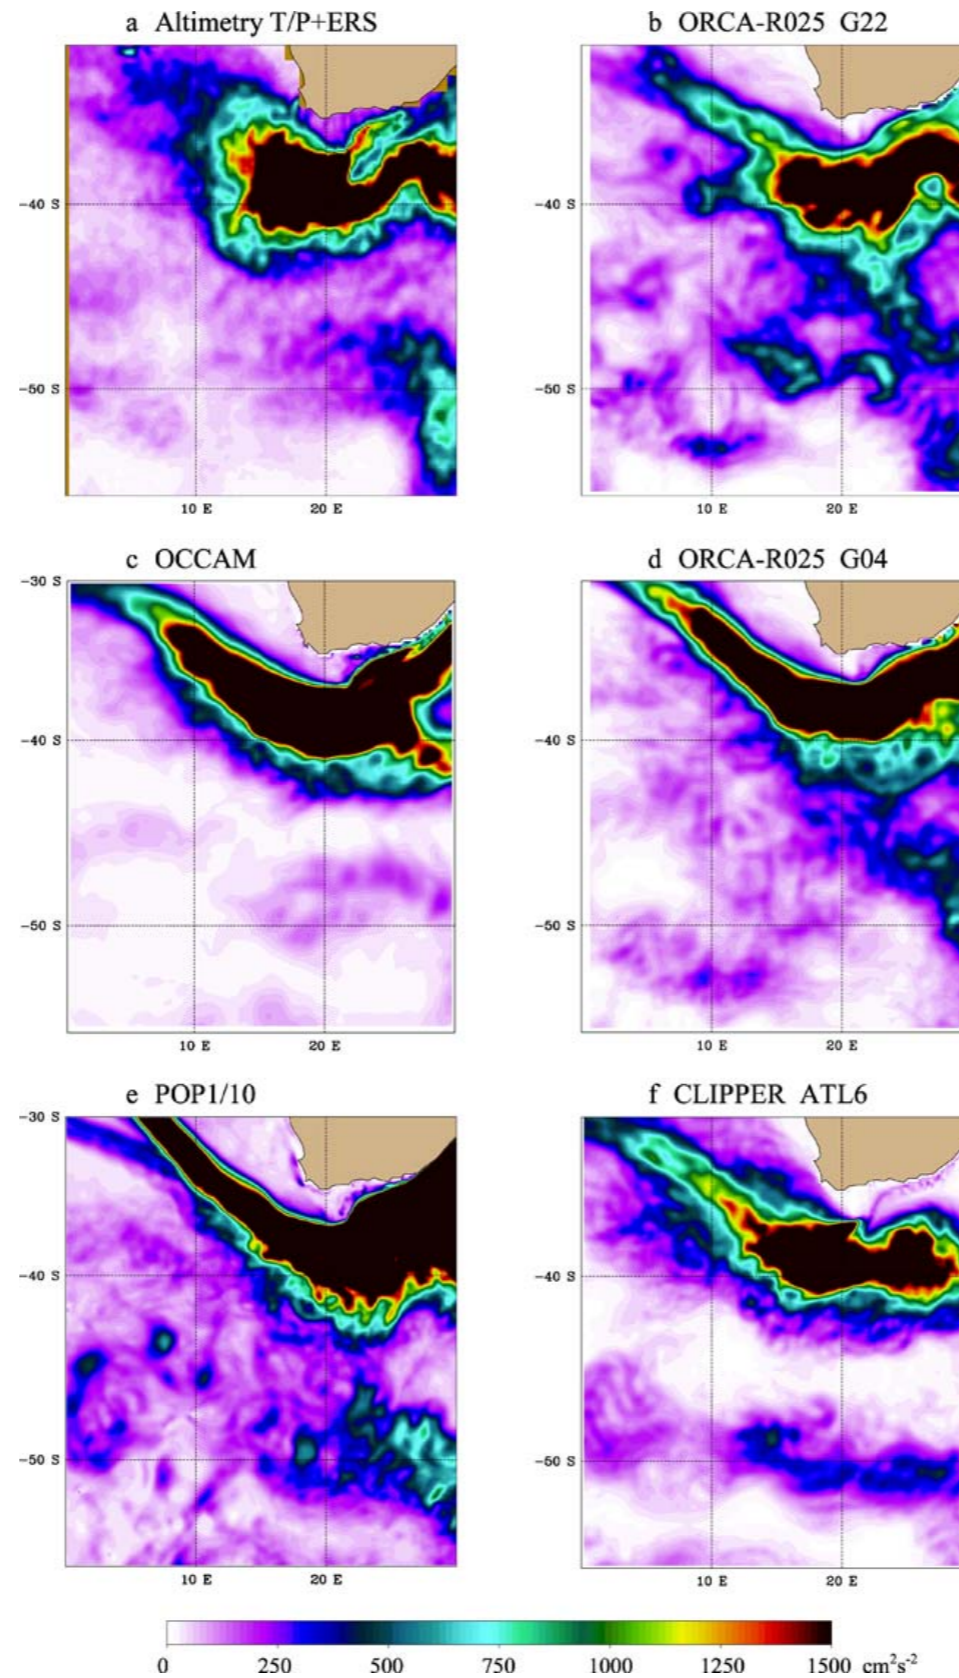 a Altimetry T/P+ERS
b ORCA-R025 G22
-40 S
-50 S
10 E 20 E
-40 S
-50 S
10 E 20 E
c OCCAM
d ORCA-R025 G04
-30 S
-40 S
-50 S
10 E 20 E
-30 S
-40 S
-50 S
10 E 20 E
e POP1/10
f CLIPPER ATL6
-30 S
-40 S
-50 S
10 E 20 E
-30 S
-40 S
-50 S
10 E 20 E
0 250 500 750 1000 1250 1500 cm²s⁻²